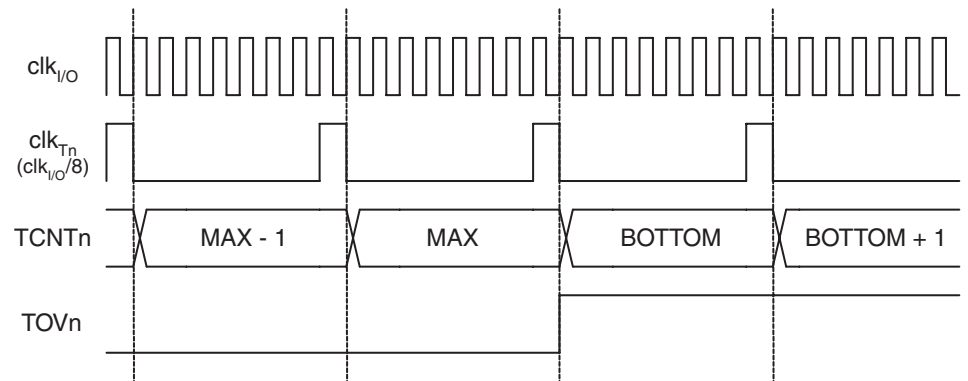 clkI/O
clkTn
(clkI/O/8)
TCNTn
MAX - 1
MAX
BOTTOM
BOTTOM + 1
TOVn